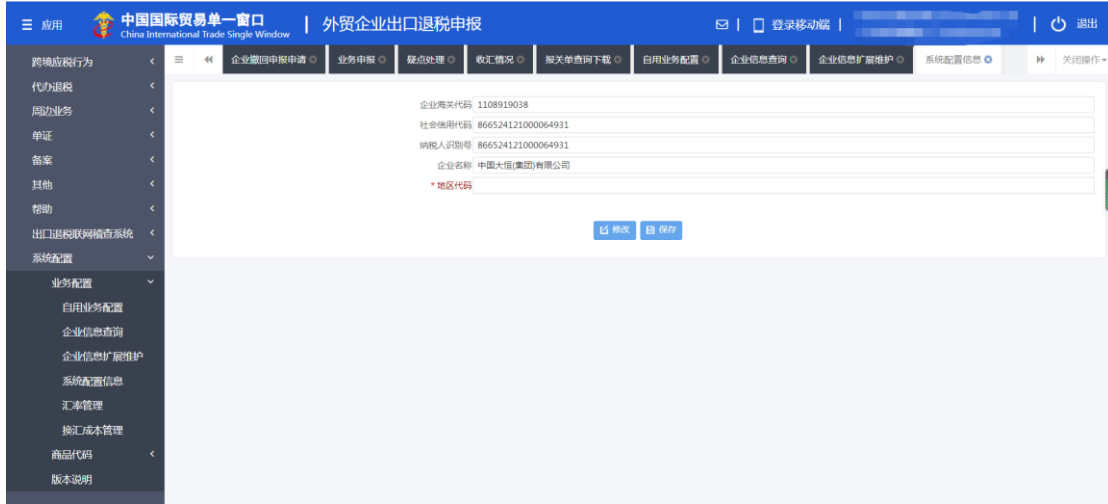 应用
中国国际贸易单一窗口
China International Trade Single Window
外贸企业出口退税申报
登录移动端
退出
企业撤回申报申请
业务申报
疑点处理
收汇情况
报关单查询下载
自用业务配置
企业信息查询
企业信息扩展维护
系统配置信息
关闭操作
跨境应税行为
代办退税
周边业务
单证
备案
其他
帮助
出口退税联网稽查系统
系统配置
业务配置
自用业务配置
企业信息查询
企业信息扩展维护
系统配置信息
汇率管理
换汇成本管理
商品代码
版本说明
企业海关代码 1108919038
社会信用代码 866524121000064931
纳税人识别号 866524121000064931
企业名称 中国大恒(集团)有限公司
* 地区代码
修改 保存